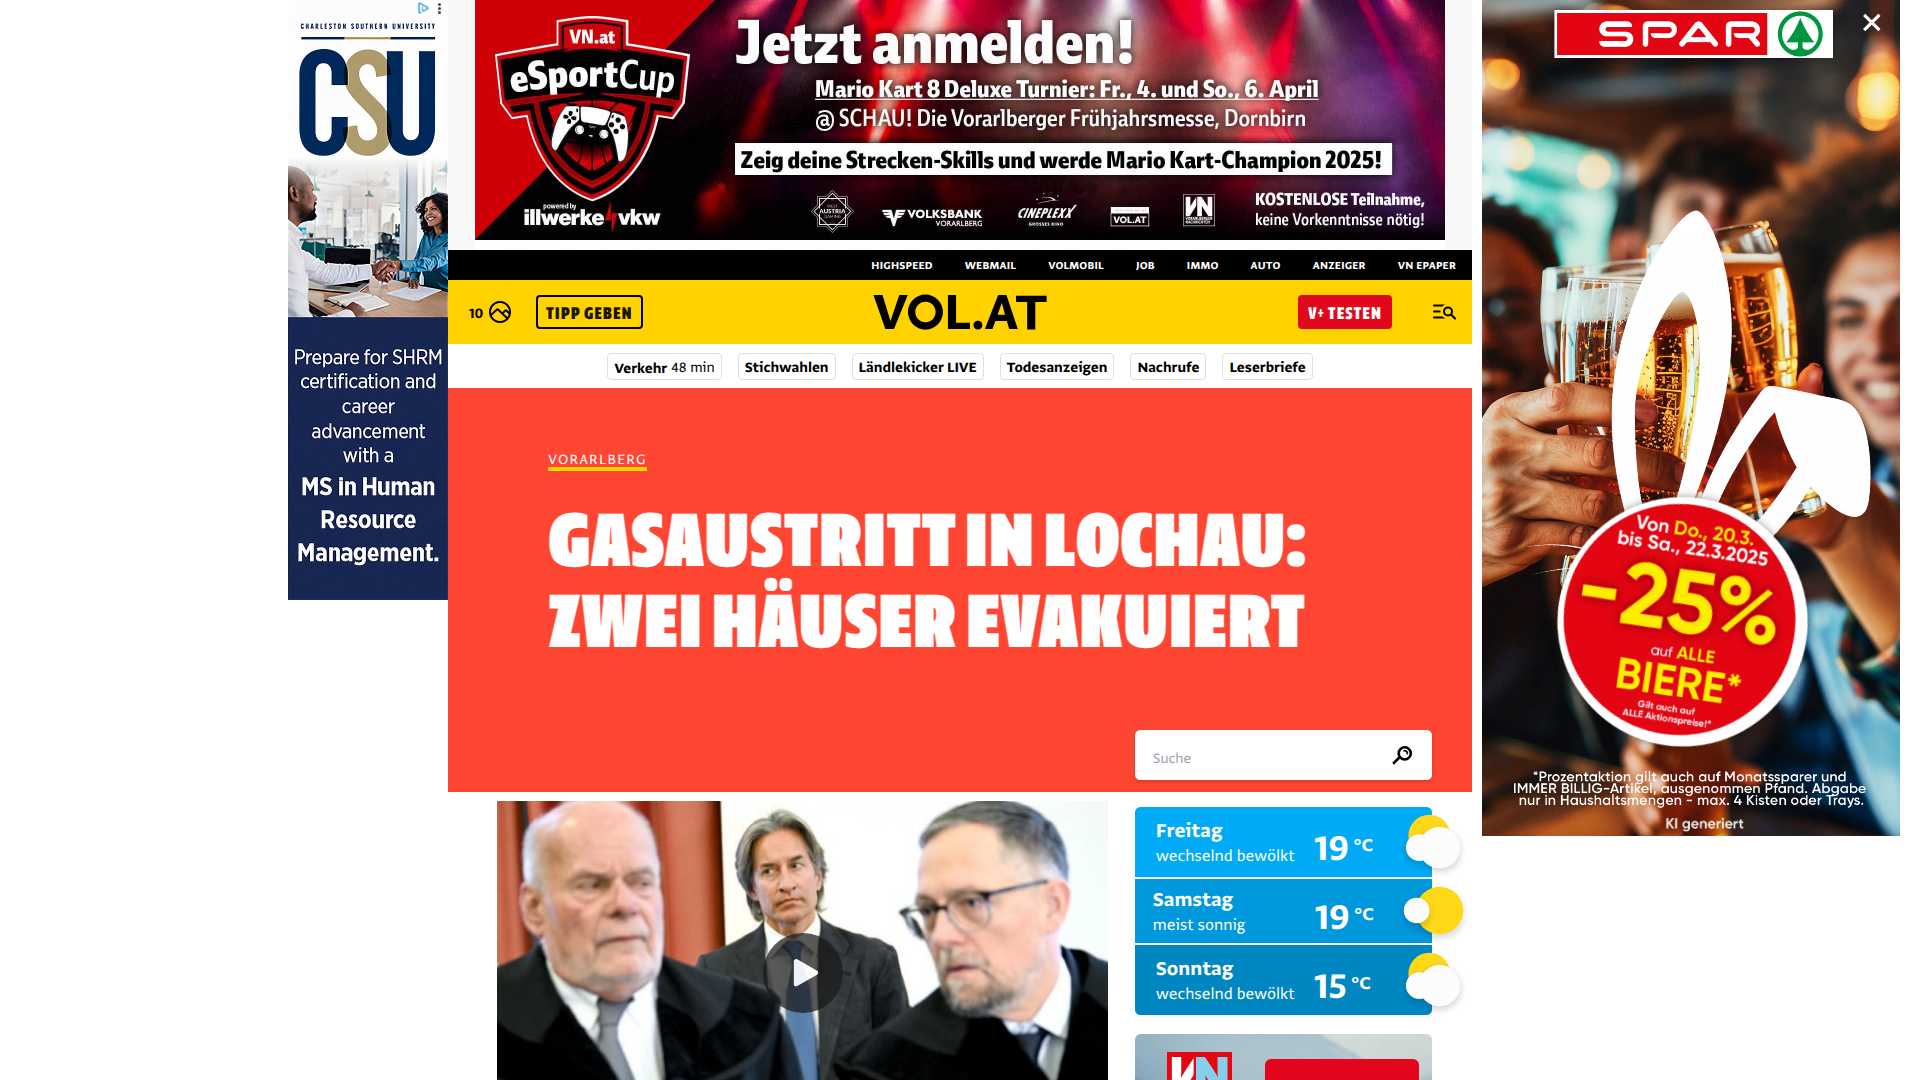 CHARLESTON SOUTHERN UNIVERSITY
CSU
Prepare for SHRM
certification and
career
advancement
with a
MS in Human
Resource
Management.
VN.at
eSportCup
powered by
illwerke vkw
Jetzt anmelden!
Mario Kart 8 Deluxe Turnier: Fr., 4. und So., 6. April
@ SCHAU! Die Vorarlberger Frühjahrsmesse, Dornbirn
Zeig deine Strecken-Skills und werde Mario Kart-Champion 2025!
AUSTRIA
VOLKSBANK
VORARLBERG
CINEPLEXX
GROSSES KINO
VOL.AT
VN
KOSTENLOSE Teilnahme,
keine Vorkenntnisse nötig!
HIGHSPEED WEBMAIL VOLMOBIL JOB IMMO AUTO ANZEIGER VN EPAPER
10 TIPP GEBEN VOL.AT V+ TESTEN
Verkehr 48 min Stichwahlen Ländlekicker LIVE Todesanzeigen Nachrufe Leserbriefe
VORARLBERG
GASAUSTRITT IN LOCHAU:
ZWEI HÄUSER EVAKUIERT
Suche
Freitag
wechselnd bewölkt 19 °C
Samstag
meist sonnig 19 °C
Sonntag
wechselnd bewölkt 15 °C
VN
SPAR
Von Do., 20.3.
bis Sa., 22.3.2025
-25%
auf ALLE
BIERE*
Gilt auch auf
ALLE Aktionspreise!*
*Prozentaktion gilt auch auf Monatssparer und
IMMER BILLIG-Artikel, ausgenommen Pfand. Abgabe
nur in Haushaltsmengen - max. 4 Kisten oder Trays.
KI generiert